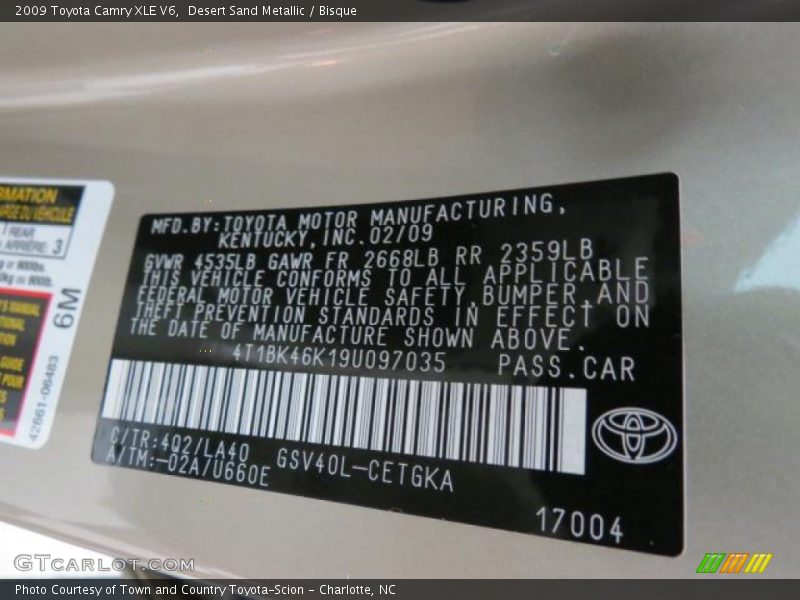 2009 Toyota Camry XLE V6, Desert Sand Metallic / Bisque
MFD.BY:TOYOTA MOTOR MANUFACTURING,
KENTUCKY,INC.02/09
GVWR 4535LB GAWR FR 2668LB RR 2359LB
THIS VEHICLE CONFORMS TO ALL APPLICABLE
FEDERAL MOTOR VEHICLE SAFETY,BUMPER,AND
THEFT PREVENTION STANDARDS IN EFFECT ON
THE DATE OF MANUFACTURE SHOWN ABOVE.
4T1BK46K19U097035 PASS.CAR
C/TR:4Q2/LA40
A/TM:-02A/U660E
GSV40L-CETGKA
17004
RMATION
REAR
ARRIÈRE
3
6M
42661-06483
GTCARLOT.COM
Photo Courtesy of Town and Country Toyota-Scion - Charlotte, NC